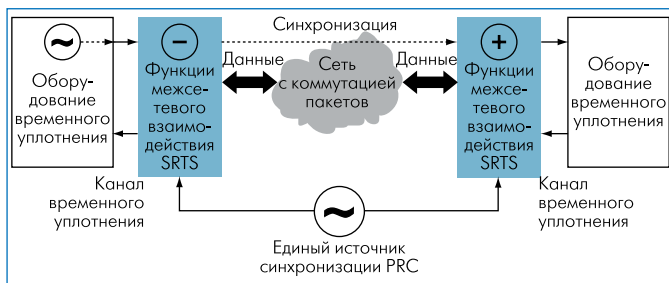 Синхронизация
Обору-
дование
временного
уплотнения
Функции
межсе-
тевого
взаимо-
действия
SRTS
Данные
Сеть
с коммутацией
пакетов
Данные
Функции
межсе-
тевого
взаимо-
действия
SRTS
Обору-
дование
временного
уплотнения
Канал
временного
уплотнения
Единый источник
синхронизации PRC
Канал
временного
уплотнения